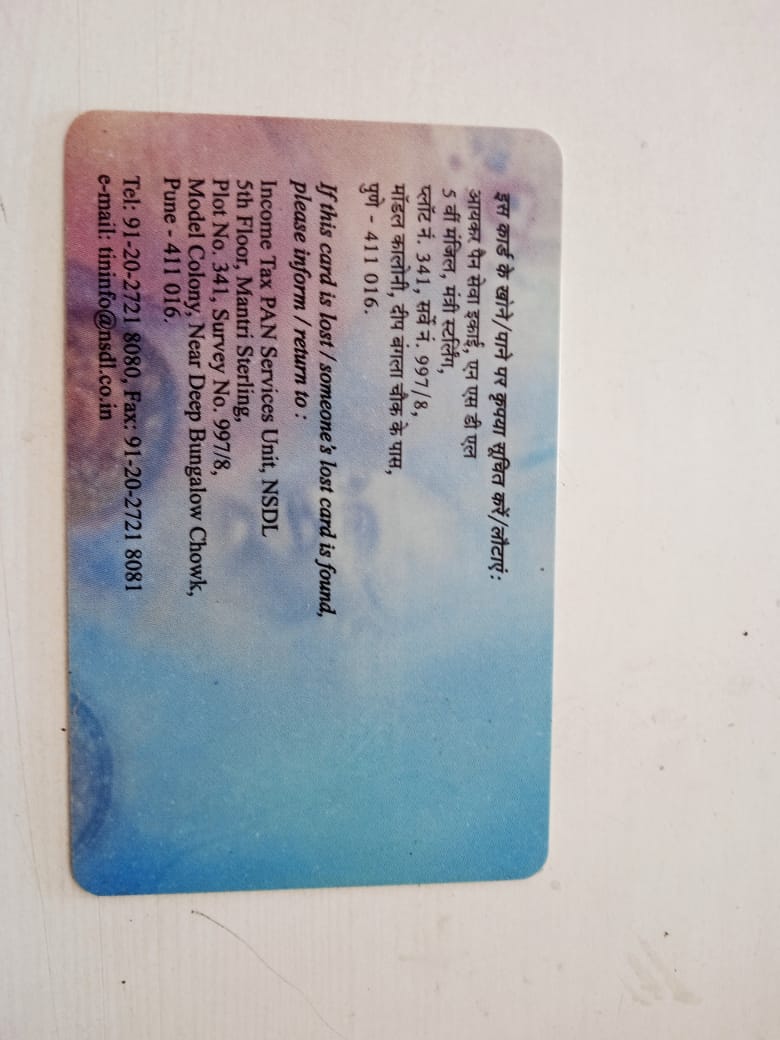 इस कार्ड के खोने/पाने पर कृपया सूचित करें/लौटाएं:
आयकर पैन सेवा इकाई, एन एस डी एल
5 वीं मंजिल, मंत्री स्टर्लिंग,
प्लॉट नं. 341, सर्वे नं. 997/8,
मॉडल कालोनी, दीप बंगला चौक के पास,
पुणे - 411 016.
If this card is lost / someone's lost card is found,
please inform / return to :
Income Tax PAN Services Unit, NSDL
5th Floor, Mantri Sterling,
Plot No. 341, Survey No. 997/8,
Model Colony, Near Deep Bungalow Chowk,
Pune - 411 016.
Tel: 91-20-2721 8080, Fax: 91-20-2721 8081
e-mail: tininfo@nsdl.co.in